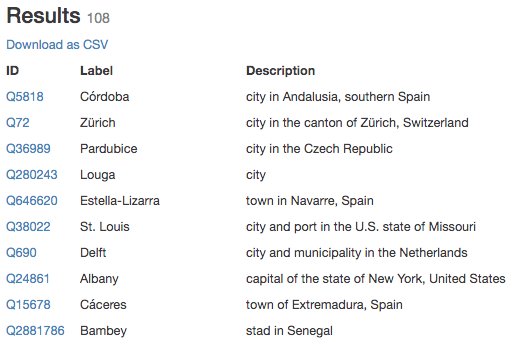 Results 108
Download as CSV
ID Label Description
Q5818 Córdoba city in Andalusia, southern Spain
Q72 Zürich city in the canton of Zürich, Switzerland
Q36989 Pardubice city in the Czech Republic
Q280243 Louga city
Q646620 Estella-Lizarra town in Navarre, Spain
Q38022 St. Louis city and port in the U.S. state of Missouri
Q690 Delft city and municipality in the Netherlands
Q24861 Albany capital of the state of New York, United States
Q15678 Cáceres town of Extremadura, Spain
Q2881786 Bambey stad in Senegal